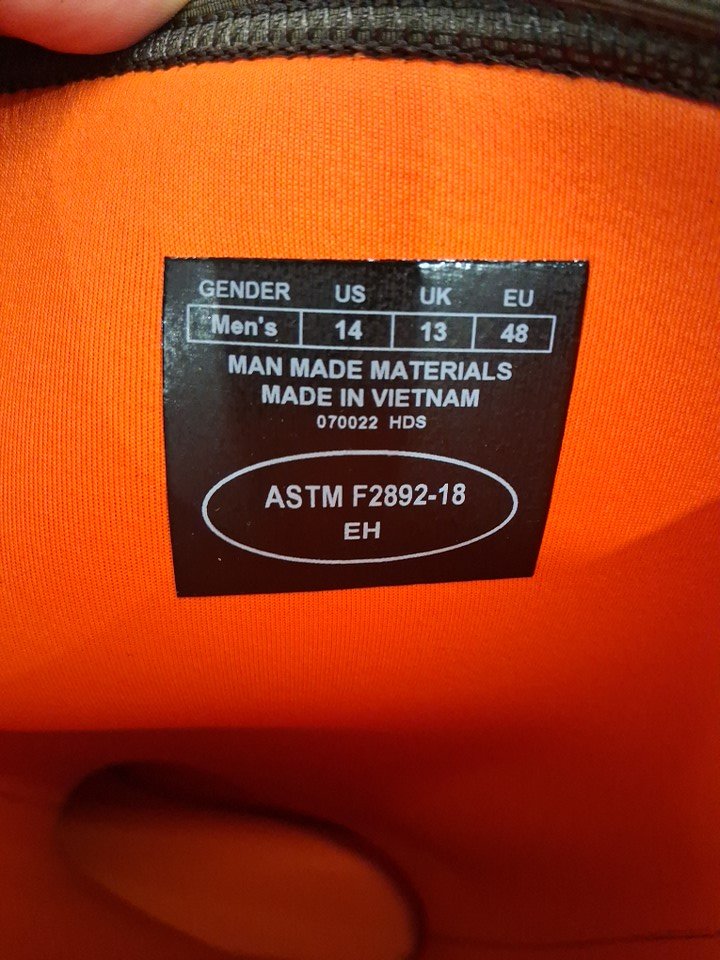 GENDER US UK EU
Men's 14 13 48
MAN MADE MATERIALS
MADE IN VIETNAM
070022 HDS
ASTM F2892-18
EH